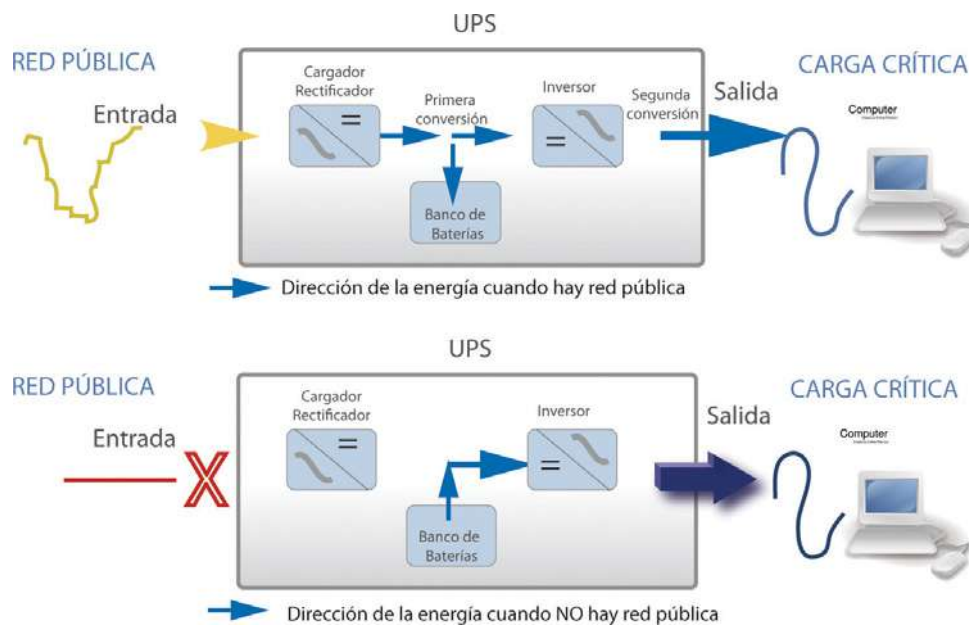 UPS
RED PÚBLICA
CARGA CRÍTICA
Entrada
Cargador
Rectificador
Primera
conversión
Inversor
Segunda
conversión
Salida
Computer
Banco de
Baterías
Dirección de la energía cuando hay red pública
UPS
RED PÚBLICA
CARGA CRÍTICA
Entrada
X
Cargador
Rectificador
Inversor
Salida
Computer
Banco de
Baterías
Dirección de la energía cuando NO hay red pública